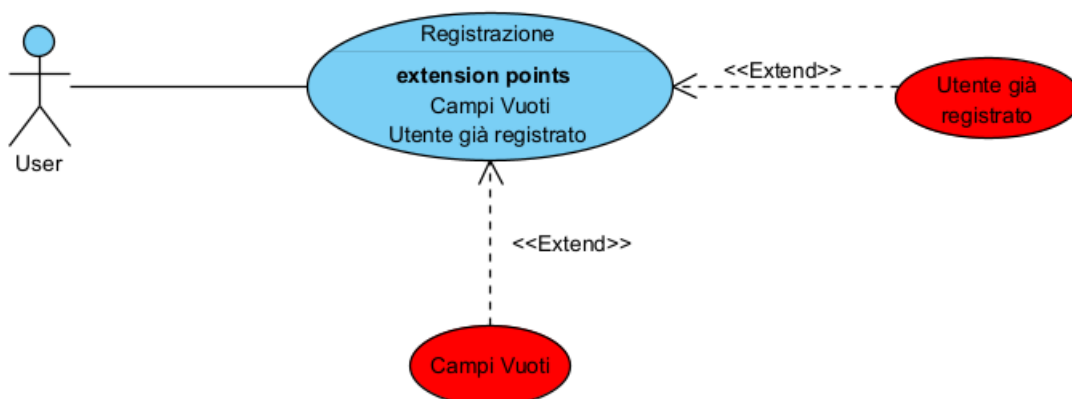 Registrazione
extension points
Campi Vuoti
Utente già registrato
User
<<Extend>>
Utente già
registrato
<<Extend>>
Campi Vuoti